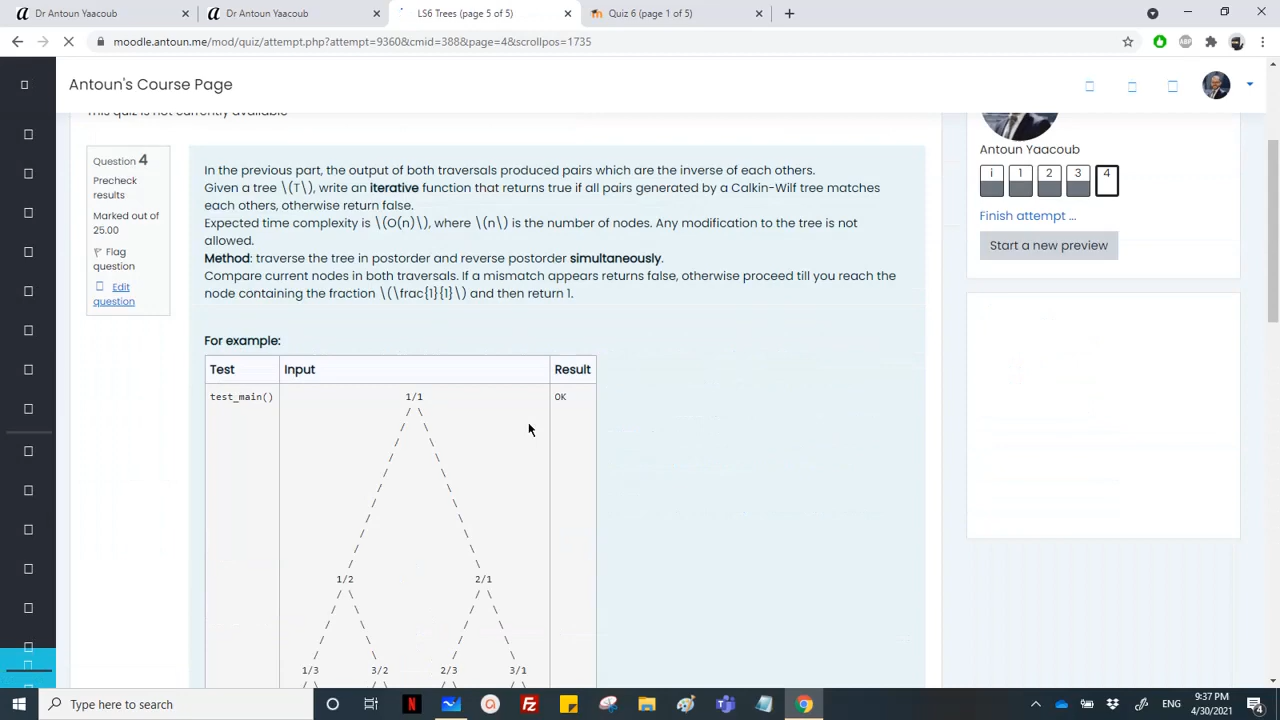 Dr Antoun Yaacoub
Dr Antoun Yaacoub
LS6 Trees (page 5 of 5)
Quiz 6 (page 1 of 5)
moodle.antoun.me/mod/quiz/attempt.php?attempt=9360&cmid=388&page=4&scrollpos=1735
Antoun's Course Page
This quiz is not currently available
Question 4
Precheck
results
Marked out of
25.00
Flag
question
Edit
question
In the previous part, the output of both traversals produced pairs which are the inverse of each others.
Given a tree \(T\), write an iterative function that returns true if all pairs generated by a Calkin-Wilf tree matches
each others, otherwise return false.
Expected time complexity is \(O(n)\), where \(n\) is the number of nodes. Any modification to the tree is not
allowed.
Method: traverse the tree in postorder and reverse postorder simultaneously.
Compare current nodes in both traversals. If a mismatch appears returns false, otherwise proceed till you reach the
node containing the fraction \(\frac{1}{1}\) and then return 1.
For example:
Test Input Result
test_main() 1/1 OK
/ \
/ \
/ \
/ \
/ \
/ \
/ \
/ \
/ \
/ \
/ \
1/2 2/1
/ \ / \
/ \ / \
/ \ / \
/ \ / \
/ \ / \
1/3 3/2 2/3 3/1
/ \ / \ / \ / \
Antoun Yaacoub
i 1 2 3 4
Finish attempt ...
Start a new preview
Type here to search
ENG
9:37 PM
4/30/2021
4